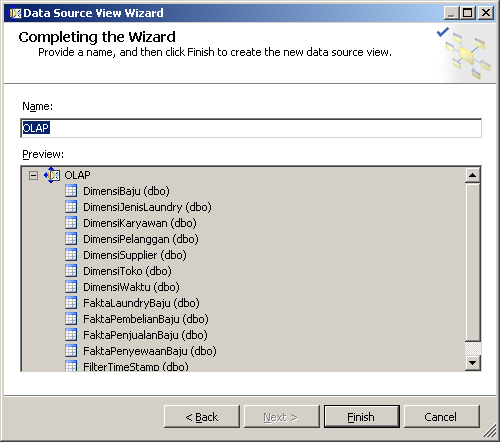 Data Source View Wizard
Completing the Wizard
Provide a name, and then click Finish to create the new data source view.
Name:
OLAP
Preview:
OLAP
DimensiBaju (dbo)
DimensiJenisLaundry (dbo)
DimensiKaryawan (dbo)
DimensiPelanggan (dbo)
DimensiSupplier (dbo)
DimensiToko (dbo)
DimensiWaktu (dbo)
FaktaLaundryBaju (dbo)
FaktaPembelianBaju (dbo)
FaktaPenjualanBaju (dbo)
FaktaPenyewaanBaju (dbo)
FilterTimeStamp (dbo)
< Back
Next >
Finish
Cancel